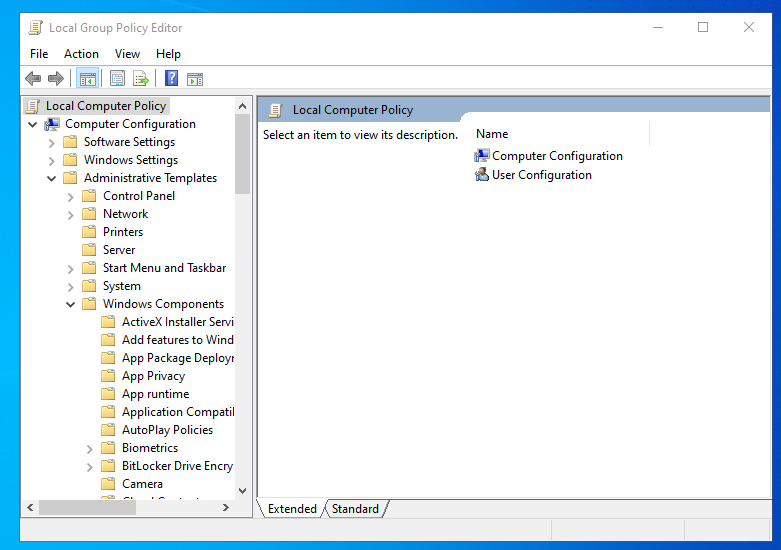 Local Group Policy Editor
File Action View Help
Local Computer Policy
Computer Configuration
Software Settings
Windows Settings
Administrative Templates
Control Panel
Network
Printers
Server
Start Menu and Taskbar
System
Windows Components
ActiveX Installer Servi
Add features to Wind
App Package Deployr
App Privacy
App runtime
Application Compatil
AutoPlay Policies
Biometrics
BitLocker Drive Encry
Camera
Local Computer Policy
Select an item to view its description.
Name
Computer Configuration
User Configuration
Extended Standard